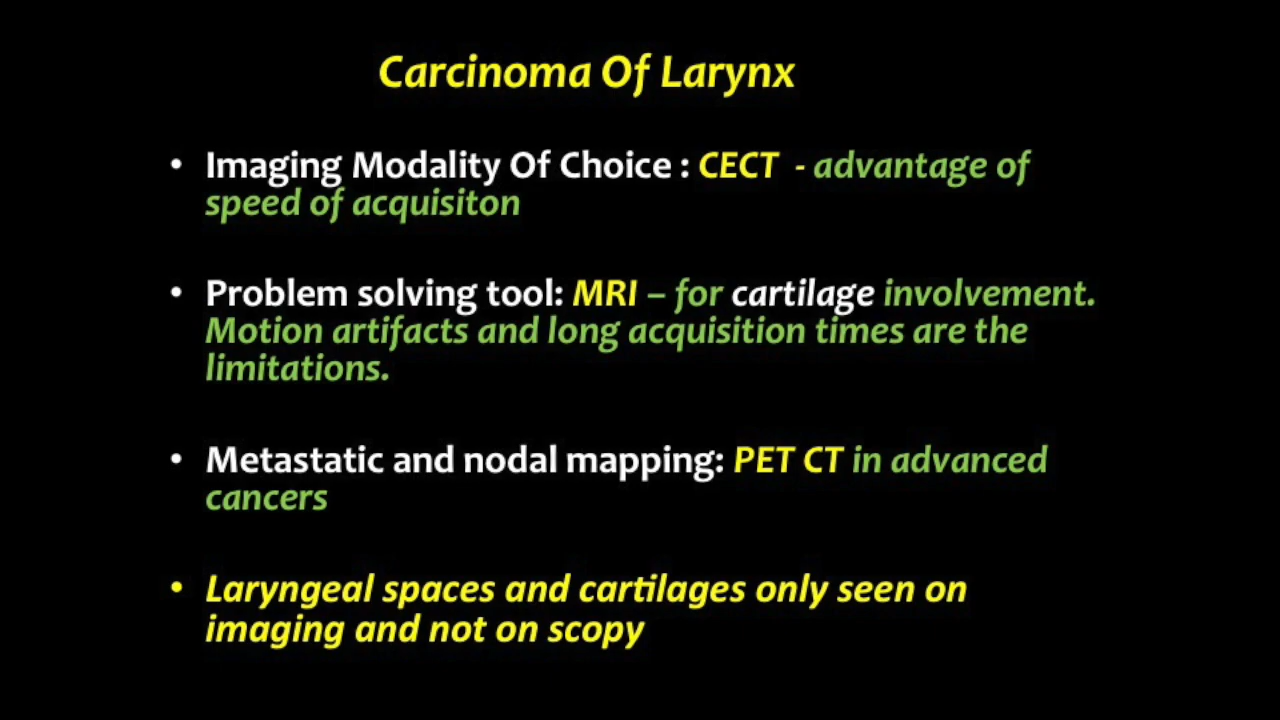 Carcinoma Of Larynx
• Imaging Modality Of Choice : CECT - advantage of
speed of acquisiton
• Problem solving tool: MRI – for cartilage involvement.
Motion artifacts and long acquisition times are the
limitations.
• Metastatic and nodal mapping: PET CT in advanced
cancers
• Laryngeal spaces and cartilages only seen on
imaging and not on scopy